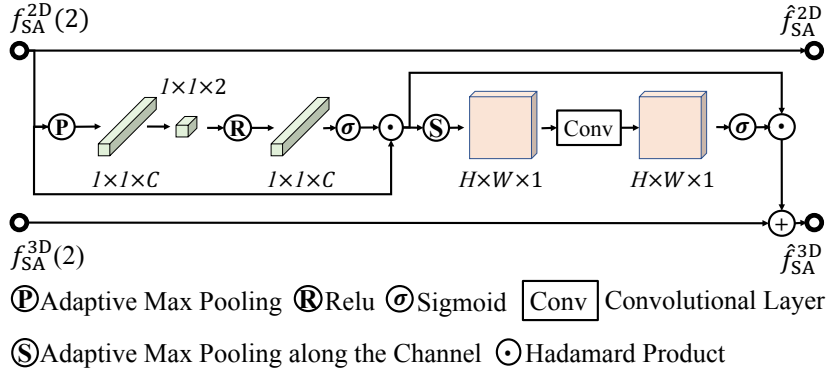 f_SA^2D(2) f̂_SA^2D
1×1×2
P R σ ⊙ S Conv σ ⊙
1×1×C 1×1×C H×W×1 H×W×1
+
f_SA^3D(2) f̂_SA^3D
P Adaptive Max Pooling R Relu σ Sigmoid Conv Convolutional Layer
S Adaptive Max Pooling along the Channel ⊙ Hadamard Product